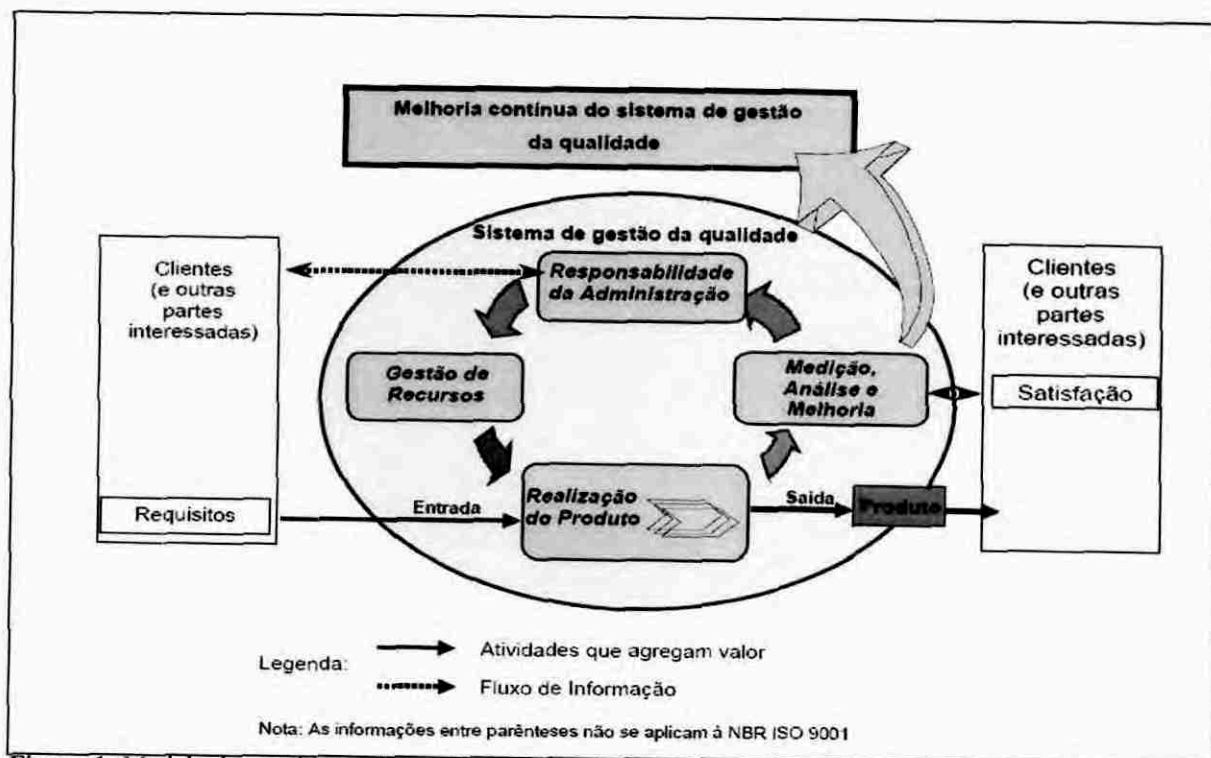 Melhoria contínua do sistema de gestão
da qualidade
Sistema de gestão da qualidade
Clientes
(e outras
partes
interessadas)
Responsabilidade
da Administração
Clientes
(e outras
partes
interessadas)
Gestão de
Recursos
Medição,
Análise e
Melhoria
Satisfação
Requisitos
Entrada
Realização
do Produto
Saída
Produto
Legenda:
Atividades que agregam valor
Fluxo de Informação
Nota: As informações entre parênteses não se aplicam à NBR ISO 9001